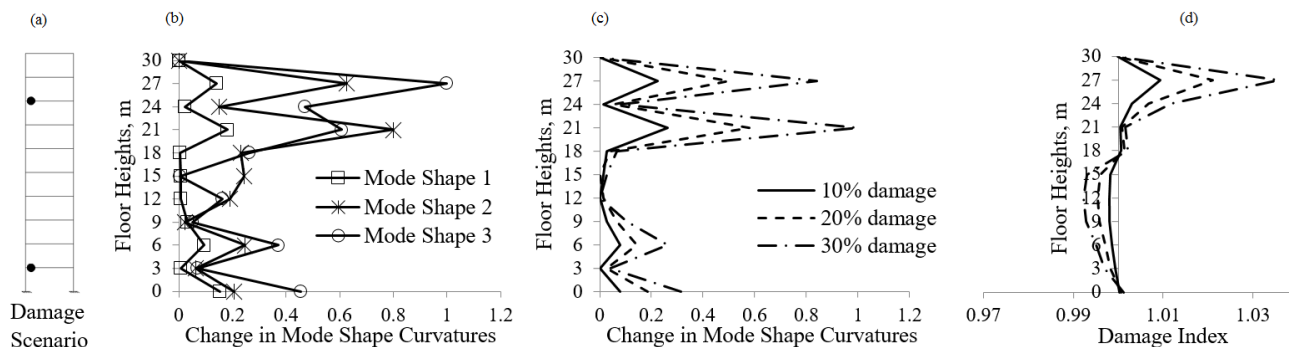 (a)
(b)
(c)
(d)
Floor Heights, m
30
27
24
21
18
15
12
9
6
3
0
Mode Shape 1
Mode Shape 2
Mode Shape 3
0 0.2 0.4 0.6 0.8 1 1.2
Change in Mode Shape Curvatures
Damage
Scenario
Floor Heights, m
30
27
24
21
18
15
12
9
6
3
0
10% damage
20% damage
30% damage
0 0.2 0.4 0.6 0.8 1 1.2
Change in Mode Shape Curvatures
Floor Heights, m
30
27
24
21
18
15
12
9
6
3
0
0.97 0.99 1.01 1.03
Damage Index